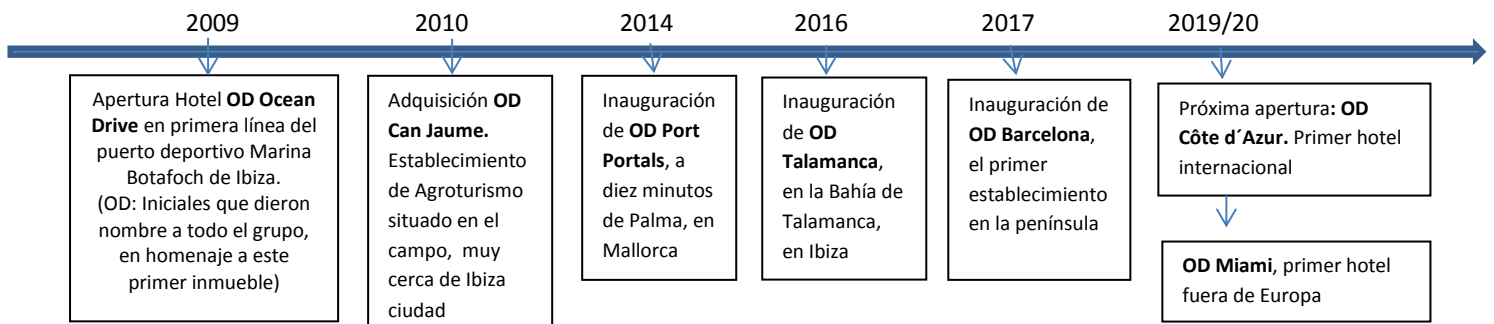 2009
Apertura Hotel OD Ocean
Drive en primera línea del
puerto deportivo Marina
Botafoch de Ibiza.
(OD: Iniciales que dieron
nombre a todo el grupo,
en homenaje a este
primer inmueble)
2010
Adquisición OD
Can Jaume.
Establecimiento
de Agroturismo
situado en el
campo, muy
cerca de Ibiza
ciudad
2014
Inauguración
de OD Port
Portals, a
diez minutos
de Palma, en
Mallorca
2016
Inauguración
de OD
Talamanca,
en la Bahía de
Talamanca,
en Ibiza
2017
Inauguración de
OD Barcelona,
el primer
establecimiento
en la península
2019/20
Próxima apertura: OD
Côte d´Azur. Primer hotel
internacional
OD Miami, primer hotel
fuera de Europa